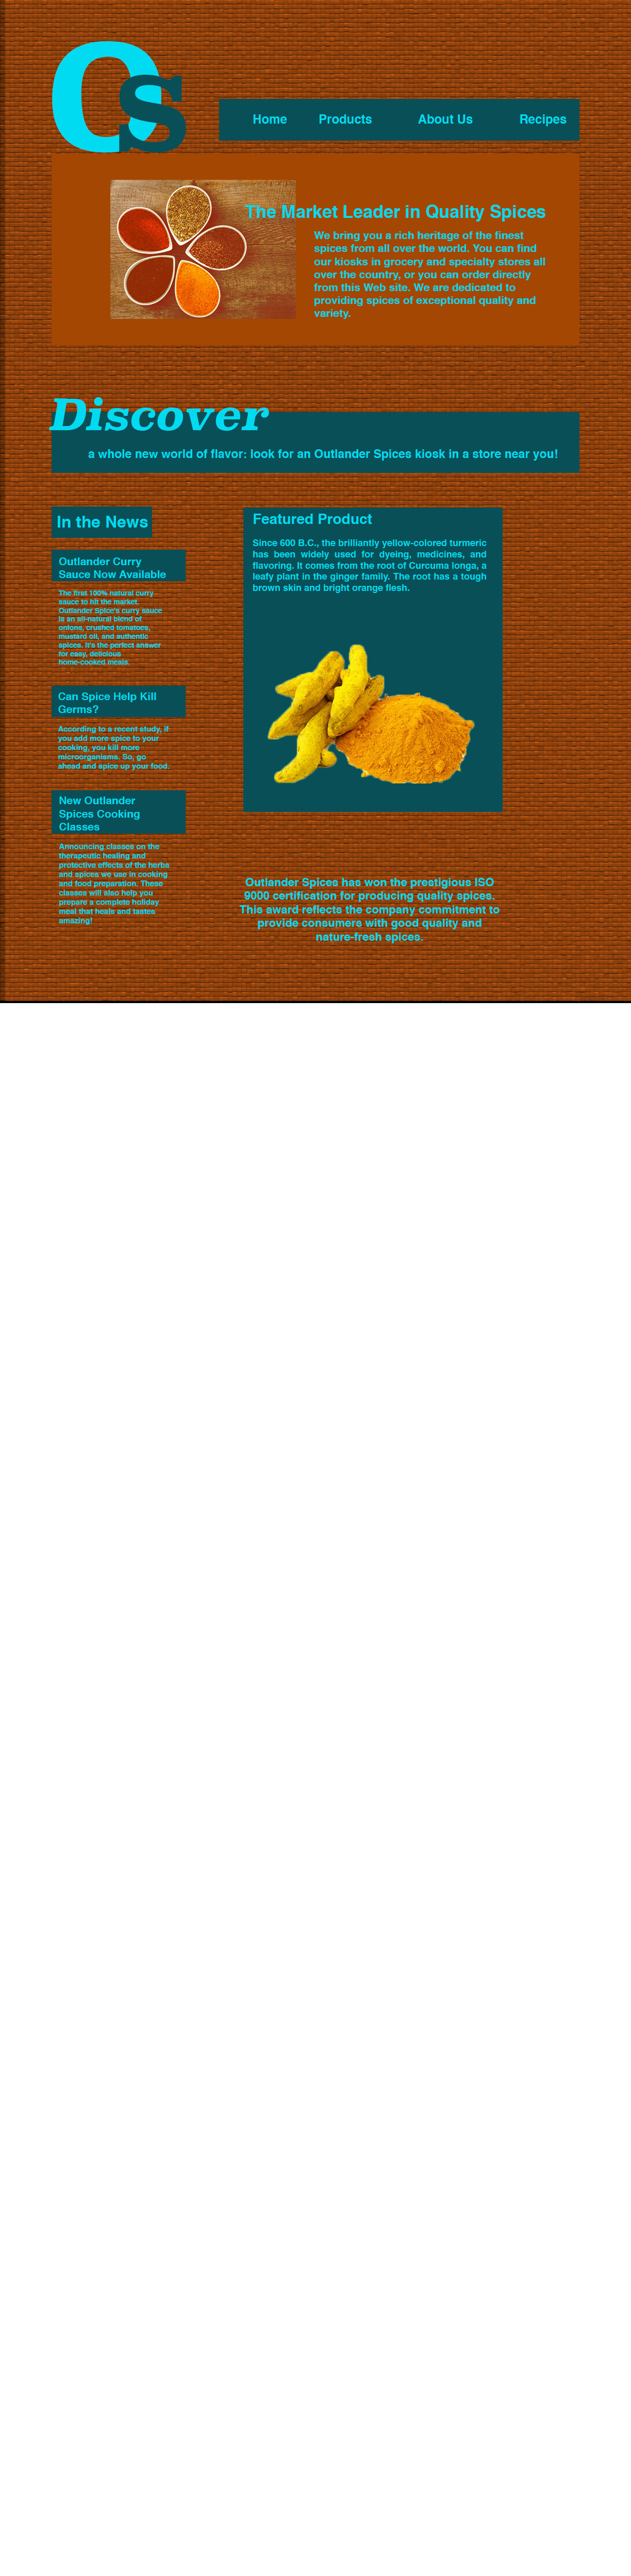 Os
Home Products About Us Recipes
The Market Leader in Quality Spices
We bring you a rich heritage of the finest
spices from all over the world. You can find
our kiosks in grocery and specialty stores all
over the country, or you can order directly
from this Web site. We are dedicated to
providing spices of exceptional quality and
variety.
Discover
a whole new world of flavor: look for an Outlander Spices kiosk in a store near you!
In the News
Outlander Curry
Sauce Now Available
The first 100% natural curry
sauce to hit the market.
Outlander Spice's curry sauce
is an all-natural blend of
onions, crushed tomatoes,
mustard oil, and authentic
spices. It's the perfect answer
for easy, delicious
home-cooked meals.
Can Spice Help Kill
Germs?
According to a recent study, if
you add more spice to your
cooking, you kill more
microorganisms. So, go
ahead and spice up your food.
New Outlander
Spices Cooking
Classes
Announcing classes on the
therapeutic healing and
protective effects of the herbs
and spices we use in cooking
and food preparation. These
classes will also help you
prepare a complete holiday
meal that heals and tastes
amazing!
Featured Product
Since 600 B.C., the brilliantly yellow-colored turmeric
has been widely used for dyeing, medicines, and
flavoring. It comes from the root of Curcuma longa, a
leafy plant in the ginger family. The root has a tough
brown skin and bright orange flesh.
Outlander Spices has won the prestigious ISO
9000 certification for producing quality spices.
This award reflects the company commitment to
provide consumers with good quality and
nature-fresh spices.